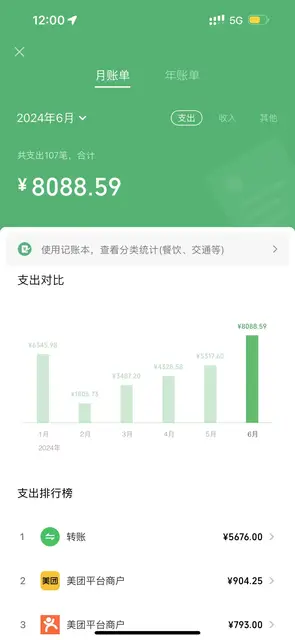 12:00
5G
月账单 年账单
2024年6月 支出 收入 其他
共支出107笔，合计
¥8088.59
使用记账本，查看分类统计(餐饮、交通等)
支出对比
¥8088.59
¥6545.98
¥3487.20
¥5317.60
1月 2月 3月 4月 5月 6月
2024年
支出排行榜
1 转账 ¥5676.00
2 美团 美团平台商户 ¥904.25
3 美团平台商户 ¥793.00